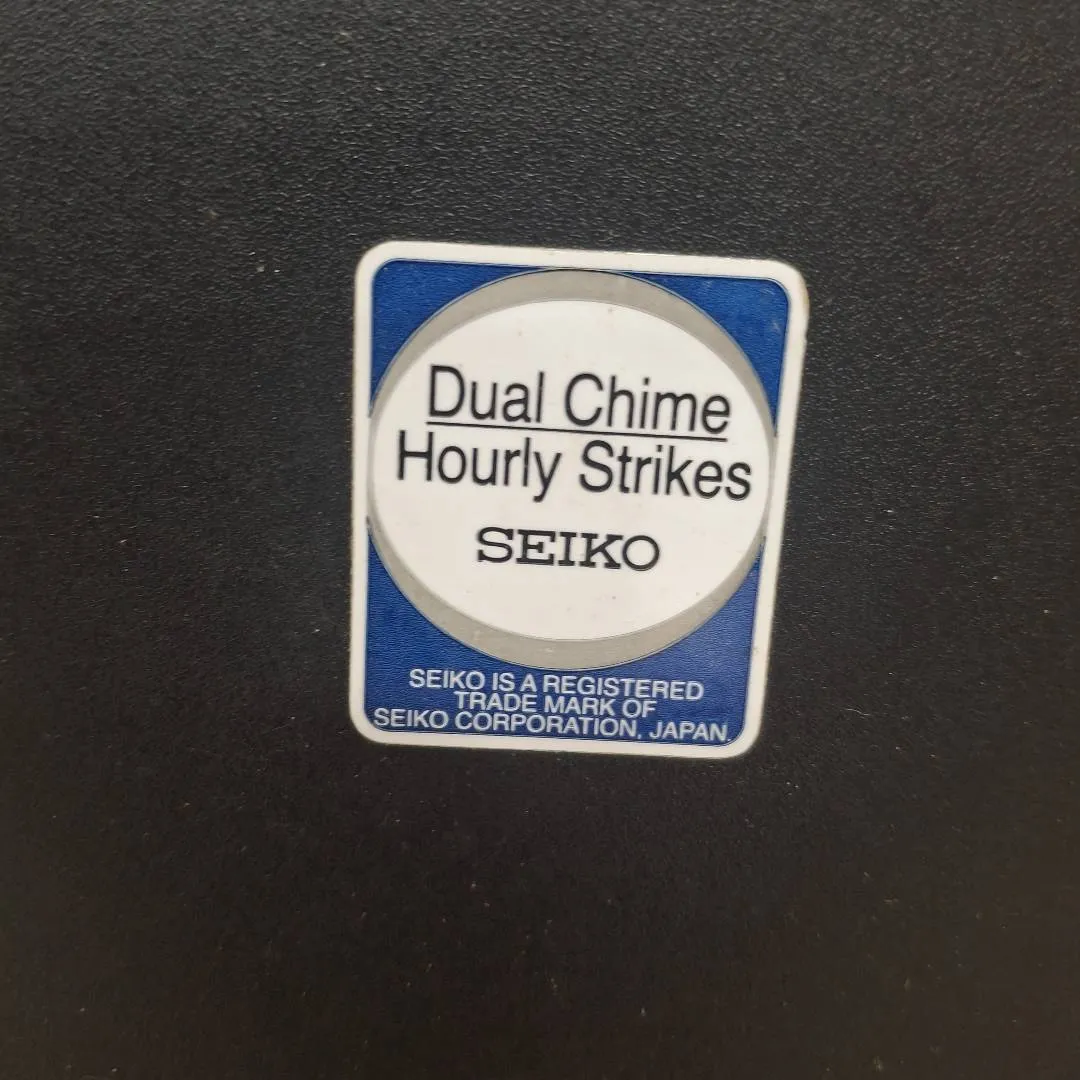 Dual Chime
Hourly Strikes
SEIKO
SEIKO IS A REGISTERED
TRADE MARK OF
SEIKO CORPORATION, JAPAN